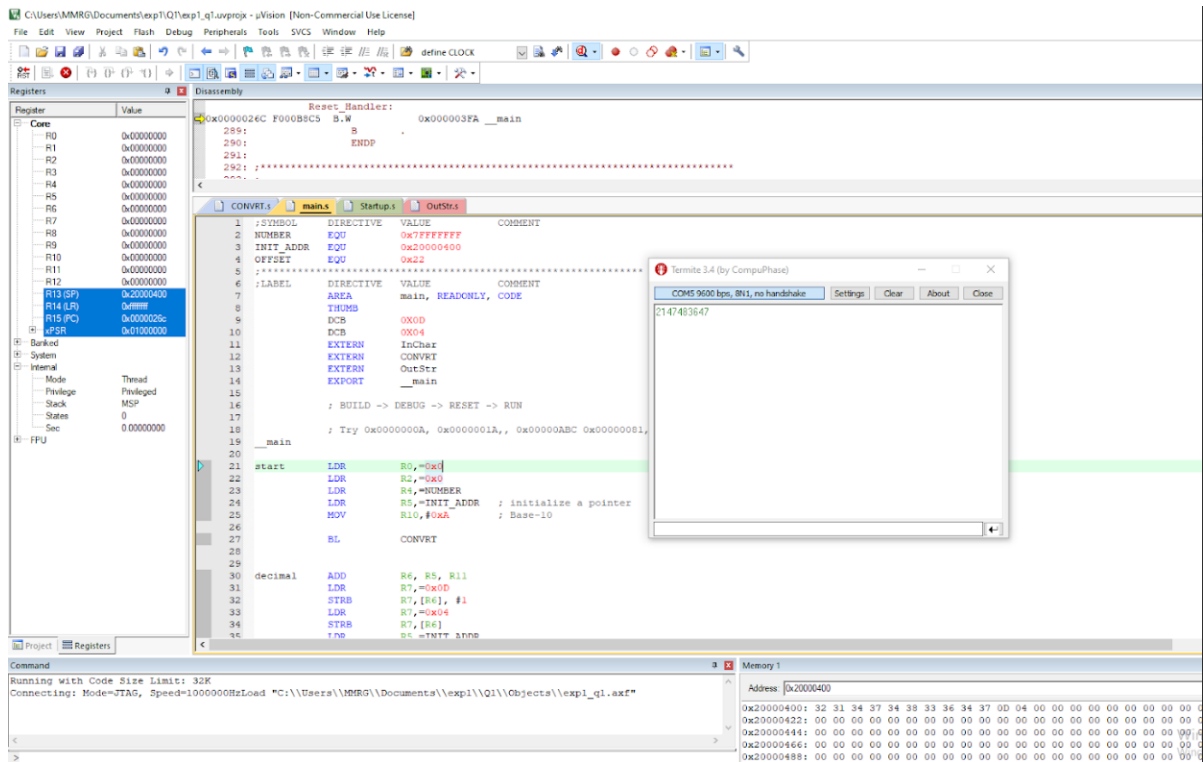 C:\Users\MMRG\Documents\exp1\Q1\exp1_q1.uvprojx - µVision [Non-Commercial Use License]
File Edit View Project Flash Debug Peripherals Tools SVCS Window Help
define CLOCK
Registers
Register Value
Core
R0 0x00000000
R1 0x00000000
R2 0x00000000
R3 0x00000000
R4 0x00000000
R5 0x00000000
R6 0x00000000
R7 0x00000000
R8 0x00000000
R9 0x00000000
R10 0x00000000
R11 0x00000000
R12 0x00000000
R13 (SP) 0x20000400
R14 (LR) 0xffffffff
R15 (PC) 0x0000026c
xPSR 0x01000000
Banked
System
Internal
Mode Thread
Privilege Privileged
Stack MSP
States 0
Sec 0.00000000
FPU
Project Registers
Disassembly
Reset_Handler:
0x0000026C F000B8C5 B.W 0x000003FA __main
289: B .
290: ENDP
291:
292: ;******************************************************************************
CONVRT.s main.s Startup.s OutStr.s
1 ;SYMBOL DIRECTIVE VALUE COMMENT
2 NUMBER EQU 0x7FFFFFFF
3 INIT_ADDR EQU 0x20000400
4 OFFSET EQU 0x22
5 ;***************************************************************
6 ;LABEL DIRECTIVE VALUE COMMENT
7 AREA main, READONLY, CODE
8 THUMB
9 DCB 0X0D
10 DCB 0X04
11 EXTERN InChar
12 EXTERN CONVRT
13 EXTERN OutStr
14 EXPORT __main
15
16 ; BUILD -> DEBUG -> RESET -> RUN
17
18 ; Try 0x0000000A, 0x0000001A,, 0x00000ABC 0x00000081,
19 __main
20
21 start LDR R0,=0x0
22 LDR R2,=0x0
23 LDR R4,=NUMBER
24 LDR R5,=INIT_ADDR ; initialize a pointer
25 MOV R10,#0xA ; Base-10
26
27 BL CONVRT
28
29
30 decimal ADD R6, R5, R11
31 LDR R7,=0x0D
32 STRB R7,[R6], #1
33 LDR R7,=0x04
34 STRB R7,[R6]
35 LDR R5,=INIT_ADDR
Termite 3.4 (by CompuPhase)
COM5 9600 bps, 8N1, no handshake Settings Clear About Close
2147483647
Command
Running with Code Size Limit: 32K
Connecting: Mode=JTAG, Speed=1000000HzLoad "C:\\Users\\MMRG\\Documents\\exp1\\Q1\\Objects\\exp1_q1.axf"
>
Memory 1
Address: 0x20000400
0x20000400: 32 31 34 37 34 38 33 36 34 37 0D 04 00 00 00 00 00 00 00 00 0
0x20000422: 00 00 00 00 00 00 00 00 00 00 00 00 00 00 00 00 00 00 00 00 0
0x20000444: 00 00 00 00 00 00 00 00 00 00 00 00 00 00 00 00 00 00 00 00
0x20000466: 00 00 00 00 00 00 00 00 00 00 00 00 00 00 00 00 00 00 00 00
0x20000488: 00 00 00 00 00 00 00 00 00 00 00 00 00 00 00 00 00 00 00 00